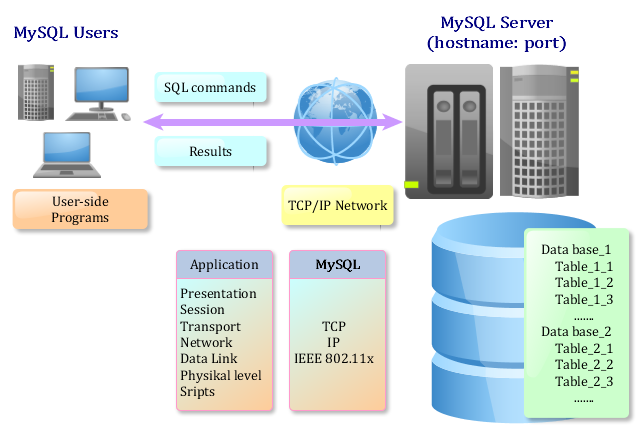 MySQL Users
MySQL Server
(hostname: port)
SQL commands
Results
User-side
Programs
TCP/IP Network
Application
Presentation
Session
Transport
Network
Data Link
Physikal level
Sripts
MySQL
TCP
IP
IEEE 802.11x
Data base_1
Table_1_1
Table_1_2
Table_1_3
.......
Data base_2
Table_2_1
Table_2_2
Table_2_3
.......